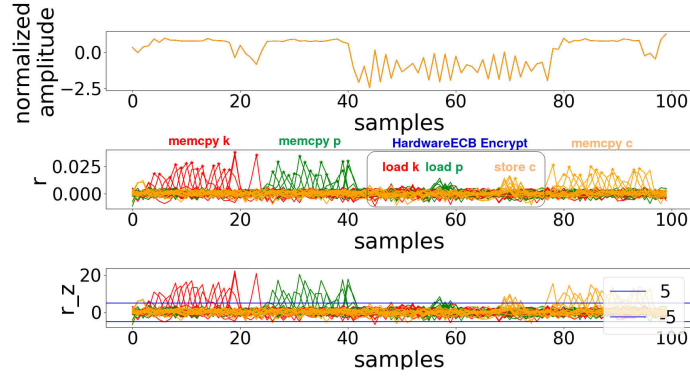 normalized
amplitude
0.0
−2.5
0 20 40 60 80 100
samples
memcpy k memcpy p HardwareECB Encrypt memcpy c
load k load p store c
r
0.025
0.000
0 20 40 60 80 100
samples
r_z
20
0
5
-5
0 20 40 60 80 100
samples